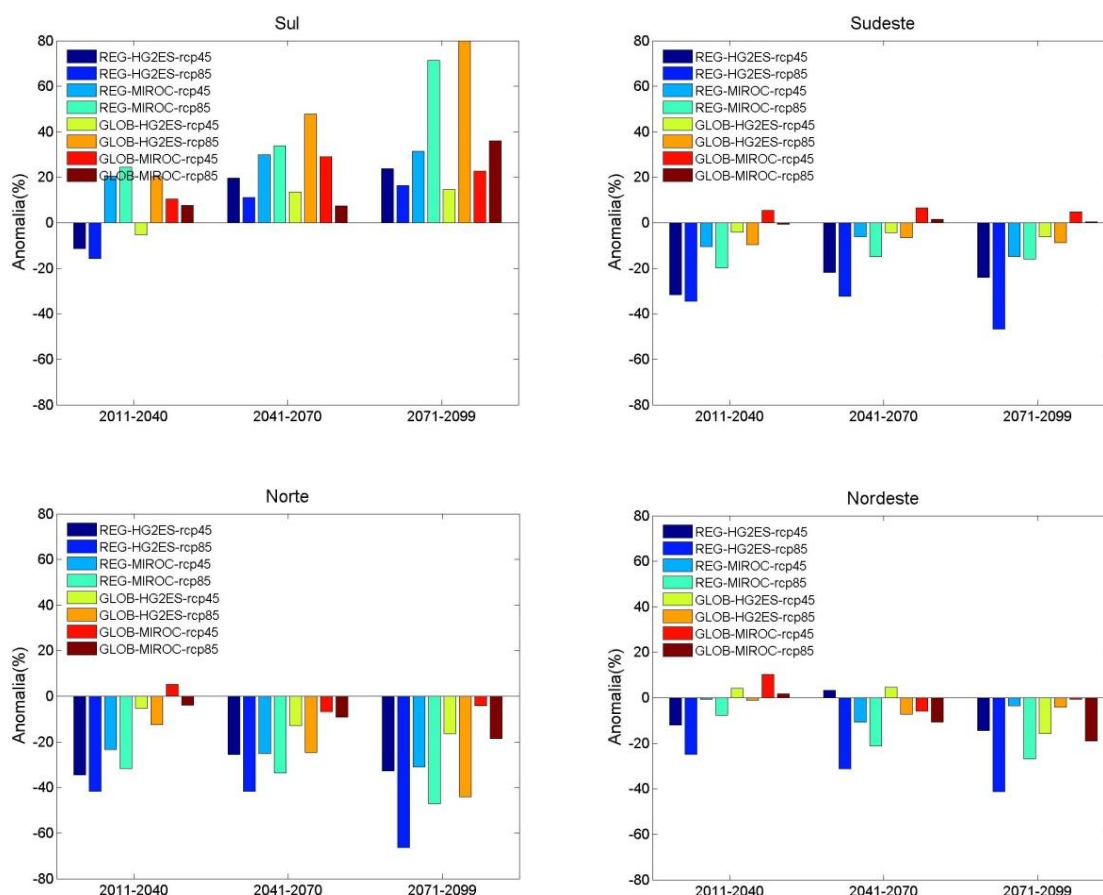 Sul
80
60
40
20
0
-20
-40
-60
-80
Anomalia(%)
REG-HG2ES-rcp45
REG-HG2ES-rcp85
REG-MIROC-rcp45
REG-MIROC-rcp85
GLOB-HG2ES-rcp45
GLOB-HG2ES-rcp85
GLOB-MIROC-rcp45
GLOB-MIROC-rcp85
2011-2040 2041-2070 2071-2099
Sudeste
80
60
40
20
0
-20
-40
-60
-80
Anomalia(%)
REG-HG2ES-rcp45
REG-HG2ES-rcp85
REG-MIROC-rcp45
REG-MIROC-rcp85
GLOB-HG2ES-rcp45
GLOB-HG2ES-rcp85
GLOB-MIROC-rcp45
GLOB-MIROC-rcp85
2011-2040 2041-2070 2071-2099
Norte
80
60
40
20
0
-20
-40
-60
-80
Anomalia(%)
REG-HG2ES-rcp45
REG-HG2ES-rcp85
REG-MIROC-rcp45
REG-MIROC-rcp85
GLOB-HG2ES-rcp45
GLOB-HG2ES-rcp85
GLOB-MIROC-rcp45
GLOB-MIROC-rcp85
2011-2040 2041-2070 2071-2099
Nordeste
80
60
40
20
0
-20
-40
-60
-80
Anomalia(%)
REG-HG2ES-rcp45
REG-HG2ES-rcp85
REG-MIROC-rcp45
REG-MIROC-rcp85
GLOB-HG2ES-rcp45
GLOB-HG2ES-rcp85
GLOB-MIROC-rcp45
GLOB-MIROC-rcp85
2011-2040 2041-2070 2071-2099